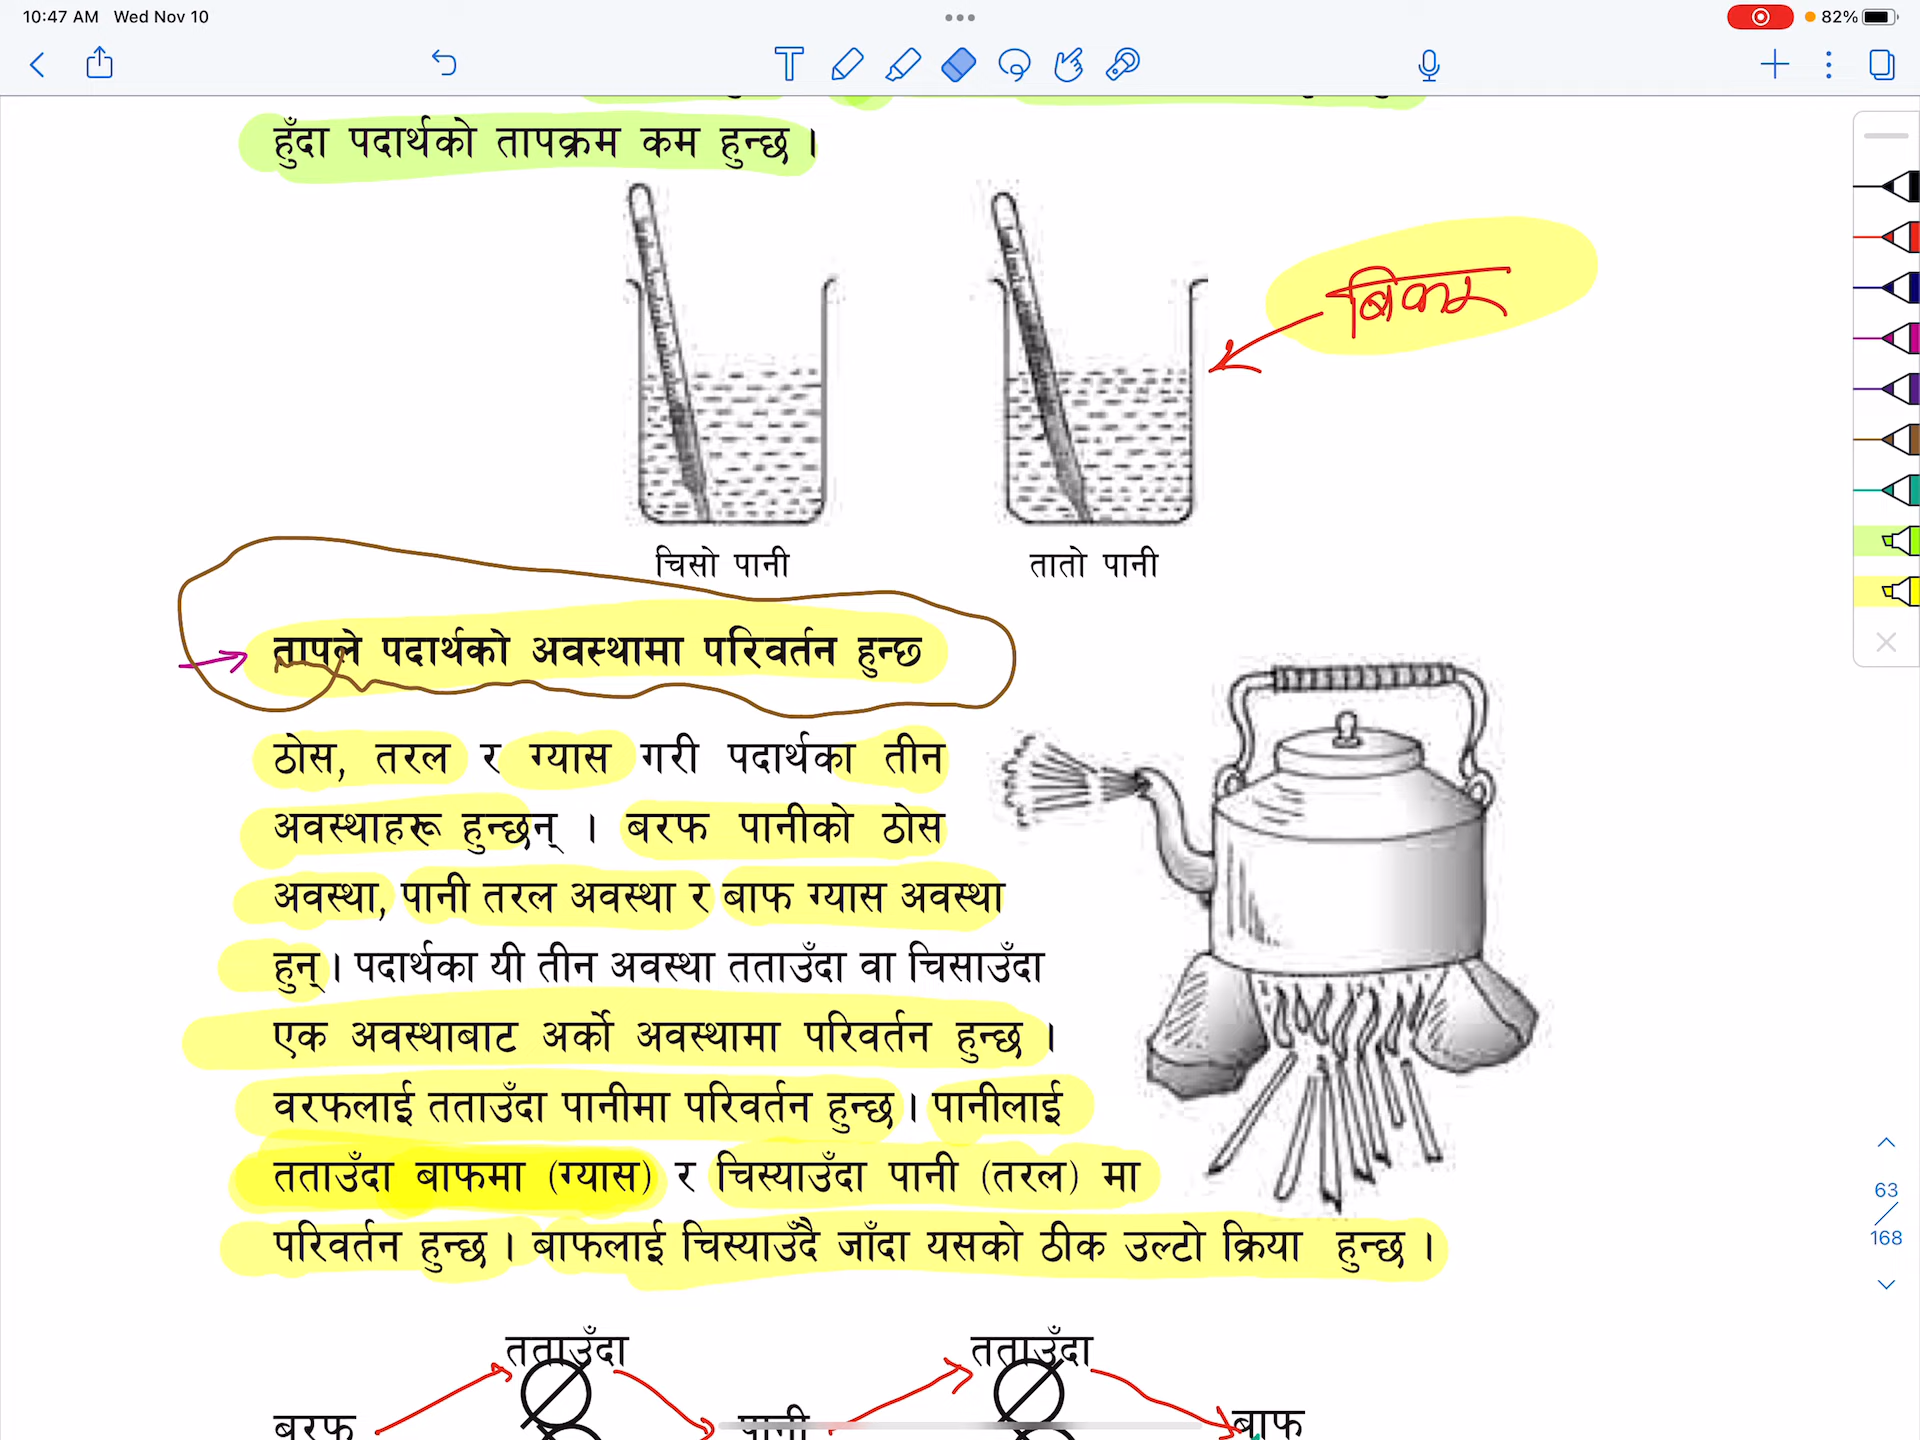 10:47 AM Wed Nov 10
82%
हुँदा पदार्थको तापक्रम कम हुन्छ ।
बिकर
चिसो पानी
तातो पानी
तापले पदार्थको अवस्थामा परिवर्तन हुन्छ
ठोस, तरल र ग्यास गरी पदार्थका तीन
अवस्थाहरू हुन्छन् । बरफ पानीको ठोस
अवस्था, पानी तरल अवस्था र बाफ ग्यास अवस्था
हुन् । पदार्थका यी तीन अवस्था तताउँदा वा चिसाउँदा
एक अवस्थाबाट अर्को अवस्थामा परिवर्तन हुन्छ ।
वरफलाई तताउँदा पानीमा परिवर्तन हुन्छ । पानीलाई
तताउँदा बाफमा (ग्यास) र चिस्याउँदा पानी (तरल) मा
परिवर्तन हुन्छ । बाफलाई चिस्याउँदै जाँदा यसको ठीक उल्टो क्रिया हुन्छ ।
63
/
168
तताउँदा तताउँदा
बरफ पानी बाफ